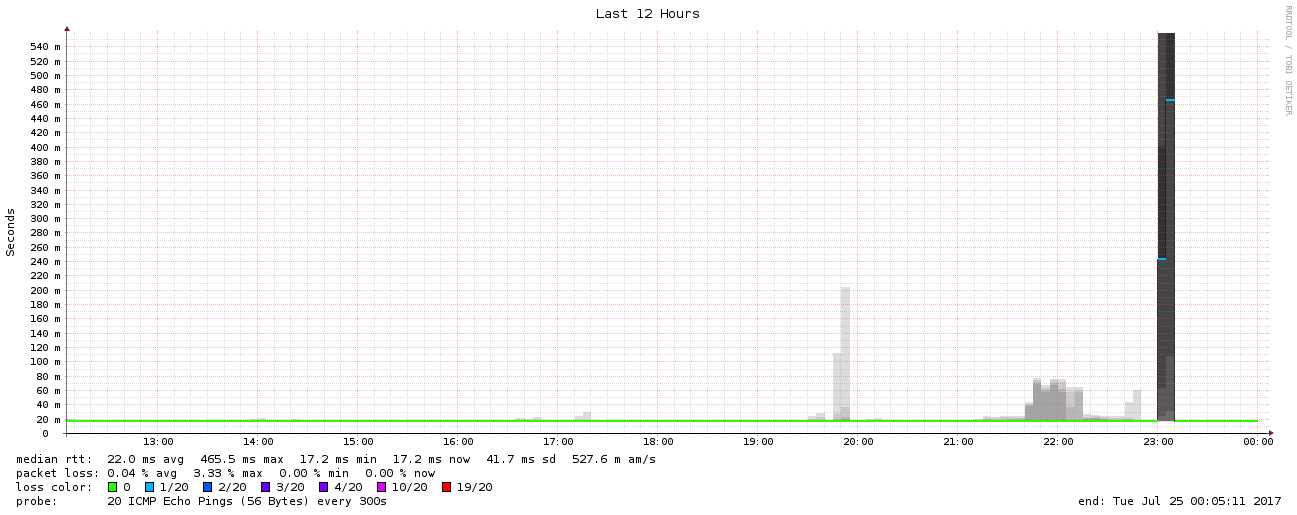 Last 12 Hours
RRDTOOL / TOBI OETIKER
Seconds
540 m
520 m
500 m
480 m
460 m
440 m
420 m
400 m
380 m
360 m
340 m
320 m
300 m
280 m
260 m
240 m
220 m
200 m
180 m
160 m
140 m
120 m
100 m
80 m
60 m
40 m
20 m
0
13:00 14:00 15:00 16:00 17:00 18:00 19:00 20:00 21:00 22:00 23:00 00:00
median rtt: 22.0 ms avg 465.5 ms max 17.2 ms min 17.2 ms now 41.7 ms sd 527.6 m am/s
packet loss: 0.04 % avg 3.33 % max 0.00 % min 0.00 % now
loss color: 0 1/20 2/20 3/20 4/20 10/20 19/20
probe: 20 ICMP Echo Pings (56 Bytes) every 300s end: Tue Jul 25 00:05:11 2017